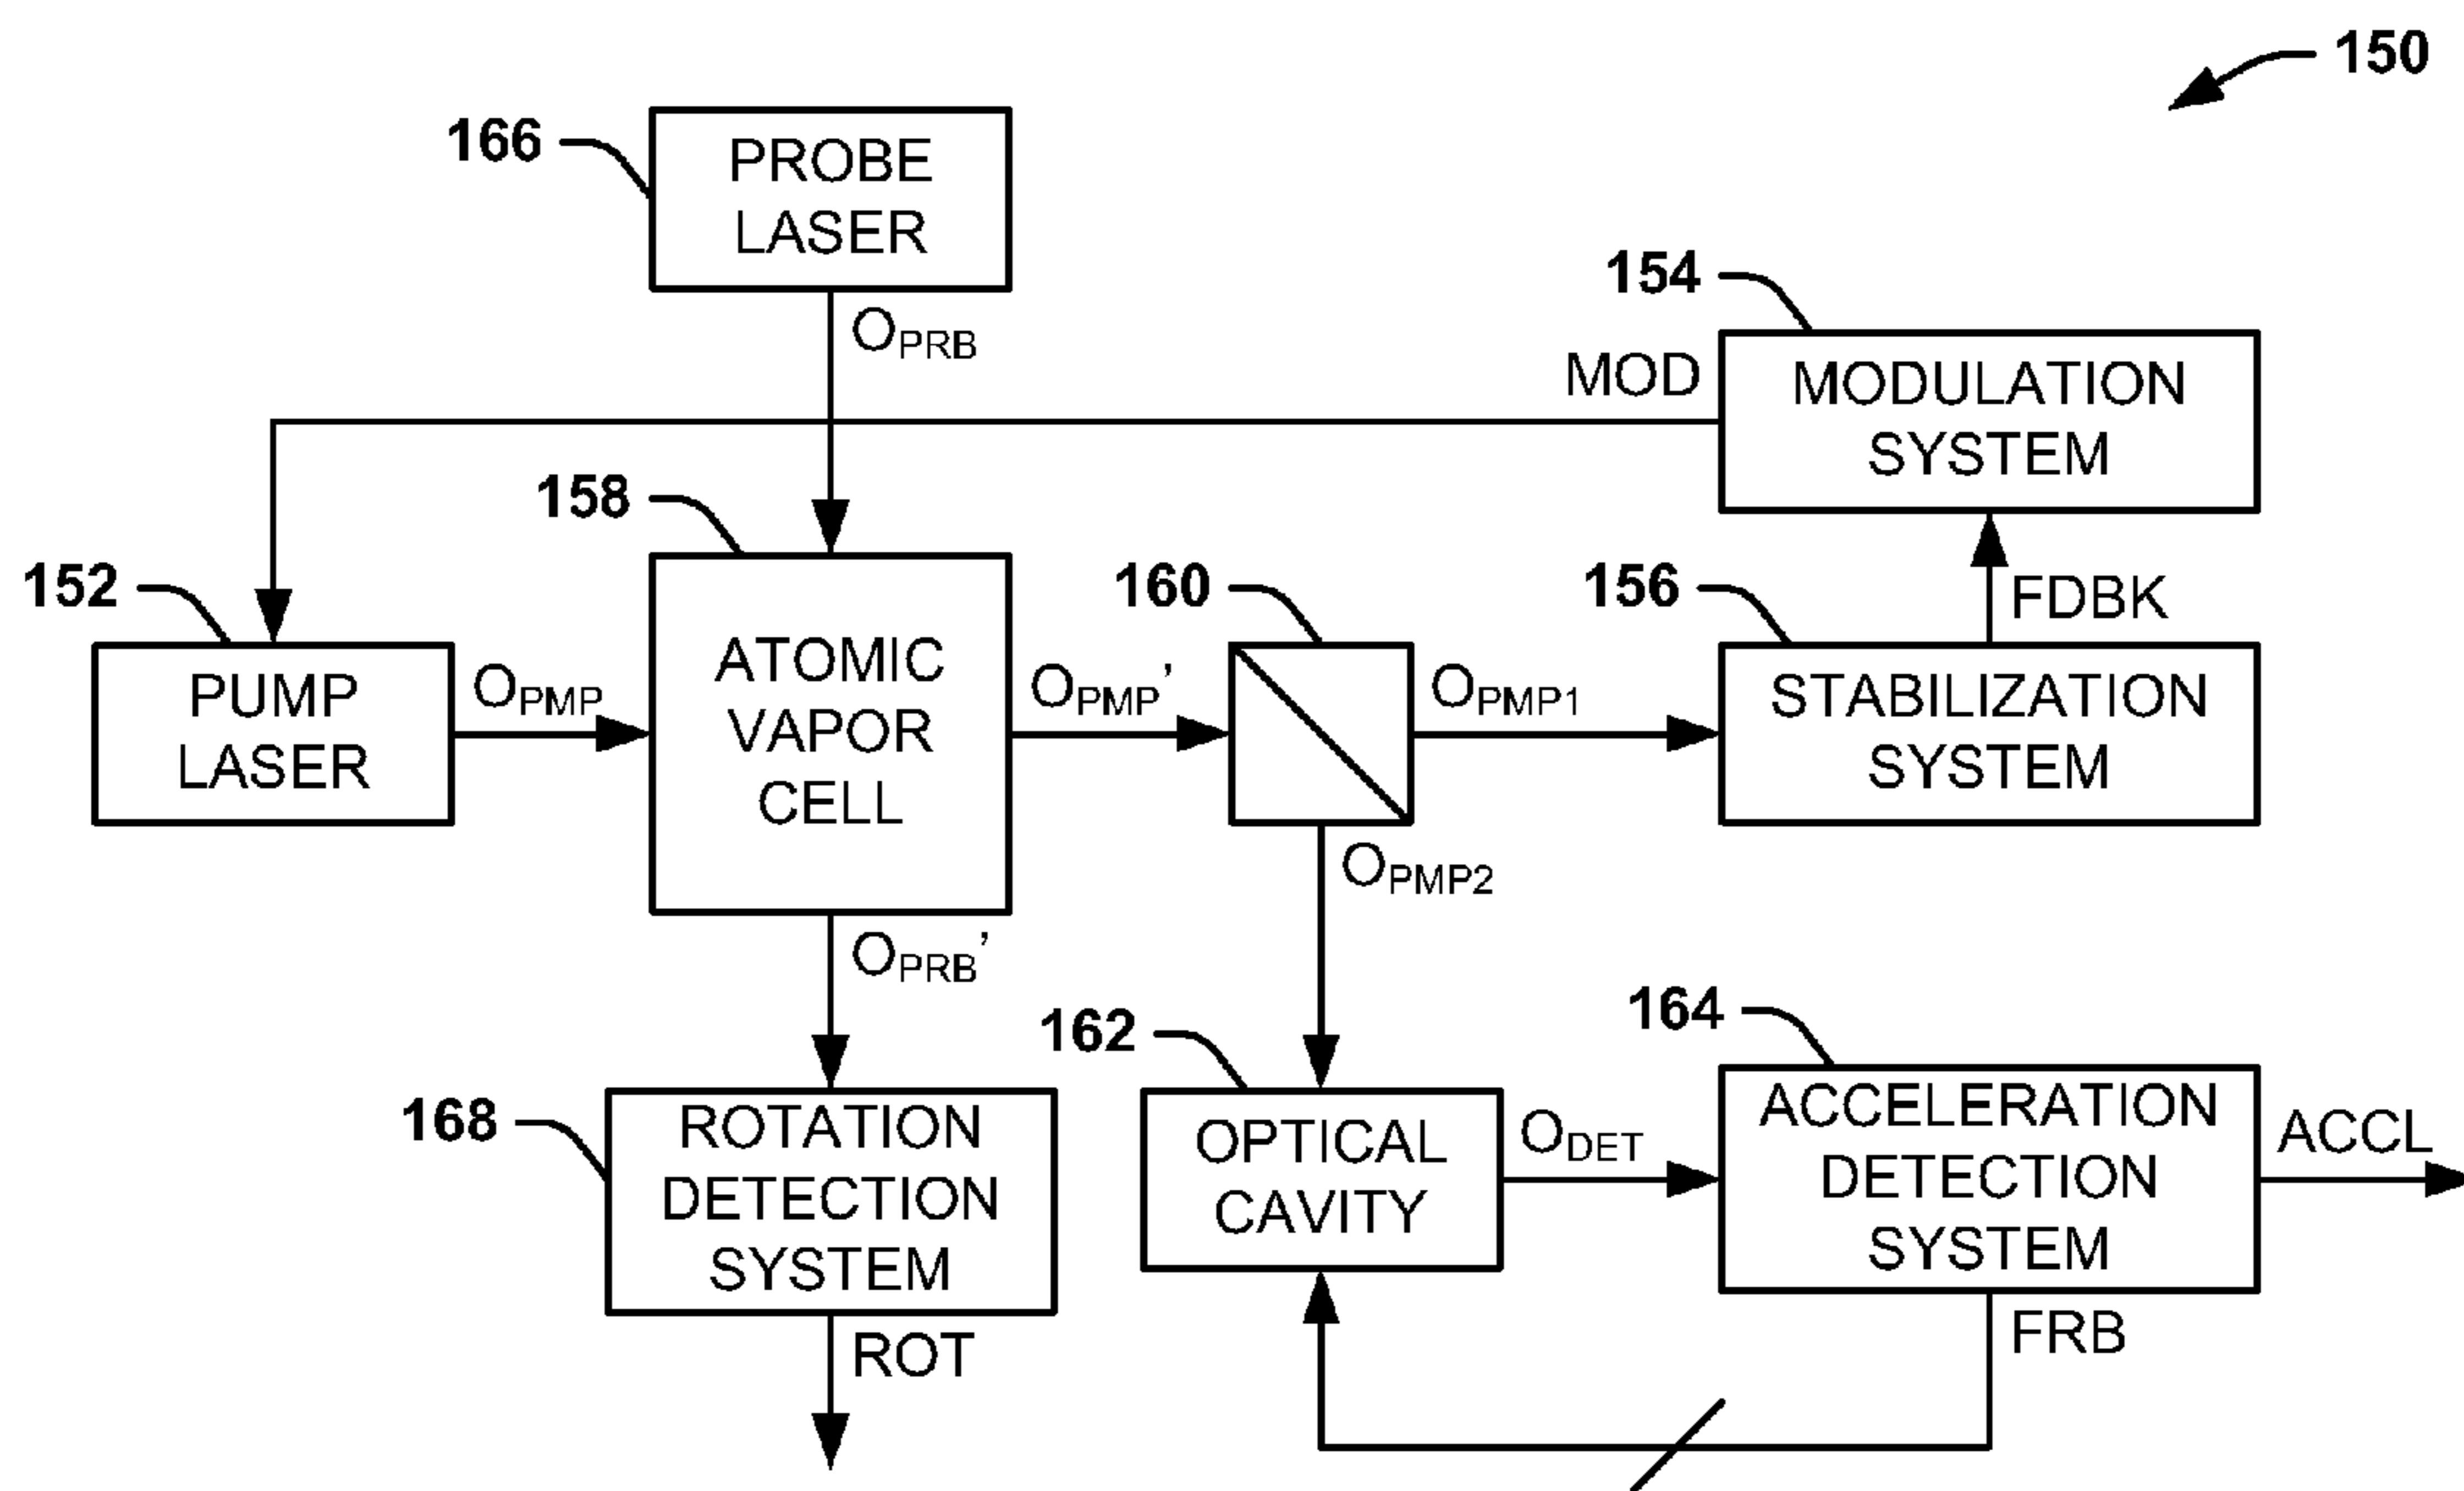 150
166
PROBE
LASER
OPRB
154
MOD
MODULATION
SYSTEM
158
152
160
156
FDBK
PUMP
LASER
OPMP
ATOMIC
VAPOR
CELL
OPMP'
OPMP1
STABILIZATION
SYSTEM
OPMP2
OPRB'
162
164
168
ROTATION
DETECTION
SYSTEM
OPTICAL
CAVITY
ODET
ACCELERATION
DETECTION
SYSTEM
ACCL
FRB
ROT